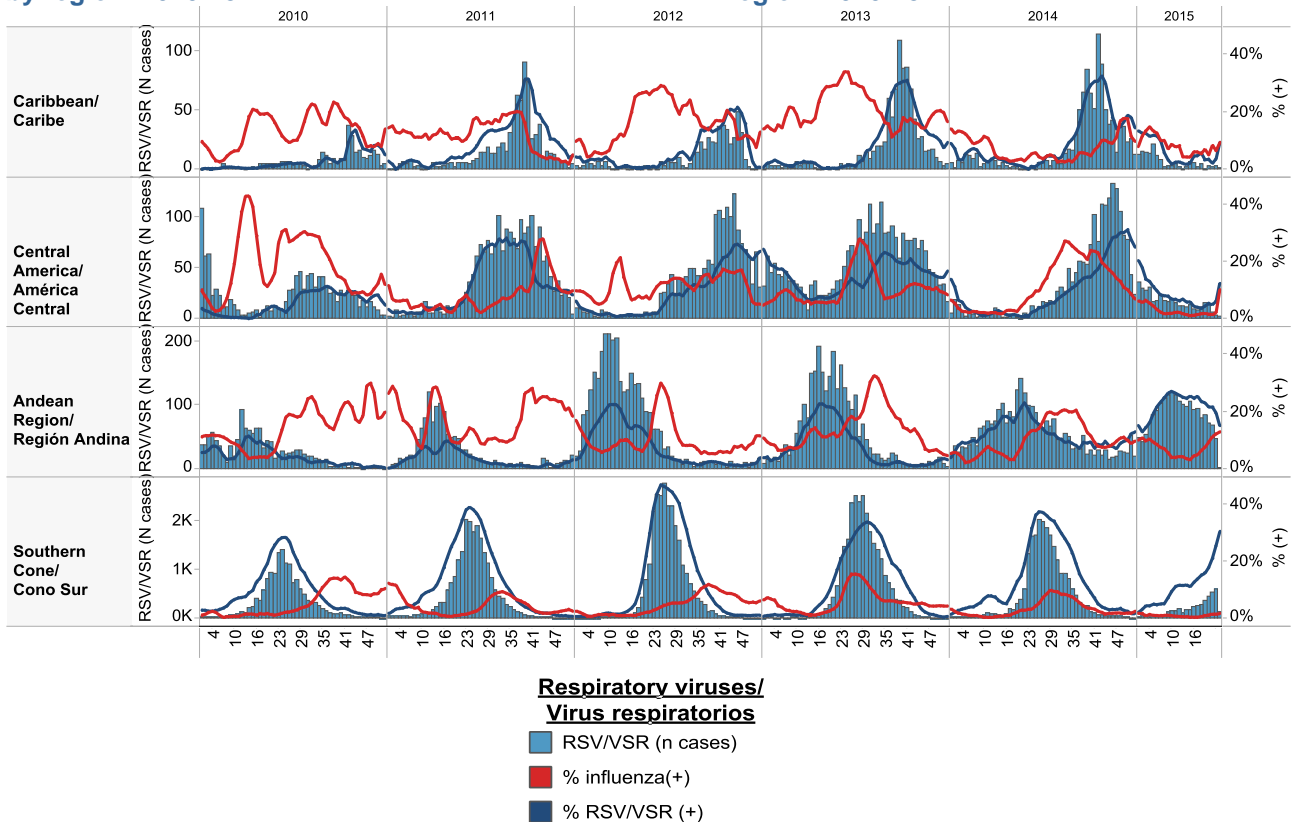 2010 2011 2012 2013 2014 2015
Caribbean/
Caribe
RSV/VSR (N cases)
100
50
0
40%
20%
0%
% (+)
Central
America/
América
Central
RSV/VSR (N cases)
100
50
0
40%
20%
0%
% (+)
Andean
Region/
Región Andina
RSV/VSR (N cases)
200
100
0
40%
20%
0%
% (+)
Southern
Cone/
Cono Sur
RSV/VSR (N cases)
2K
1K
0K
40%
20%
0%
% (+)
4 10 16 23 29 35 41 47 4 10 16 23 29 35 41 47 4 10 16 23 29 35 41 47 4 10 16 23 29 35 41 47 4 10 16 23 29 35 41 47 4 10 16
Respiratory viruses/
Virus respiratorios
RSV/VSR (n cases)
% influenza(+)
% RSV/VSR (+)